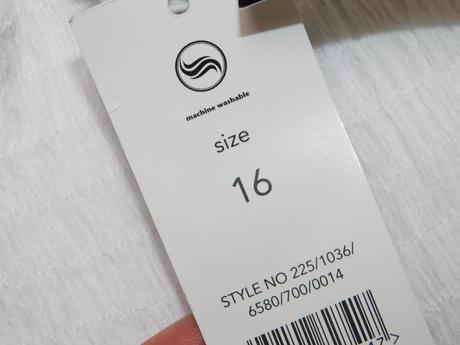 machine washable
size
16
STYLE NO 225/1036/
6580/700/0014